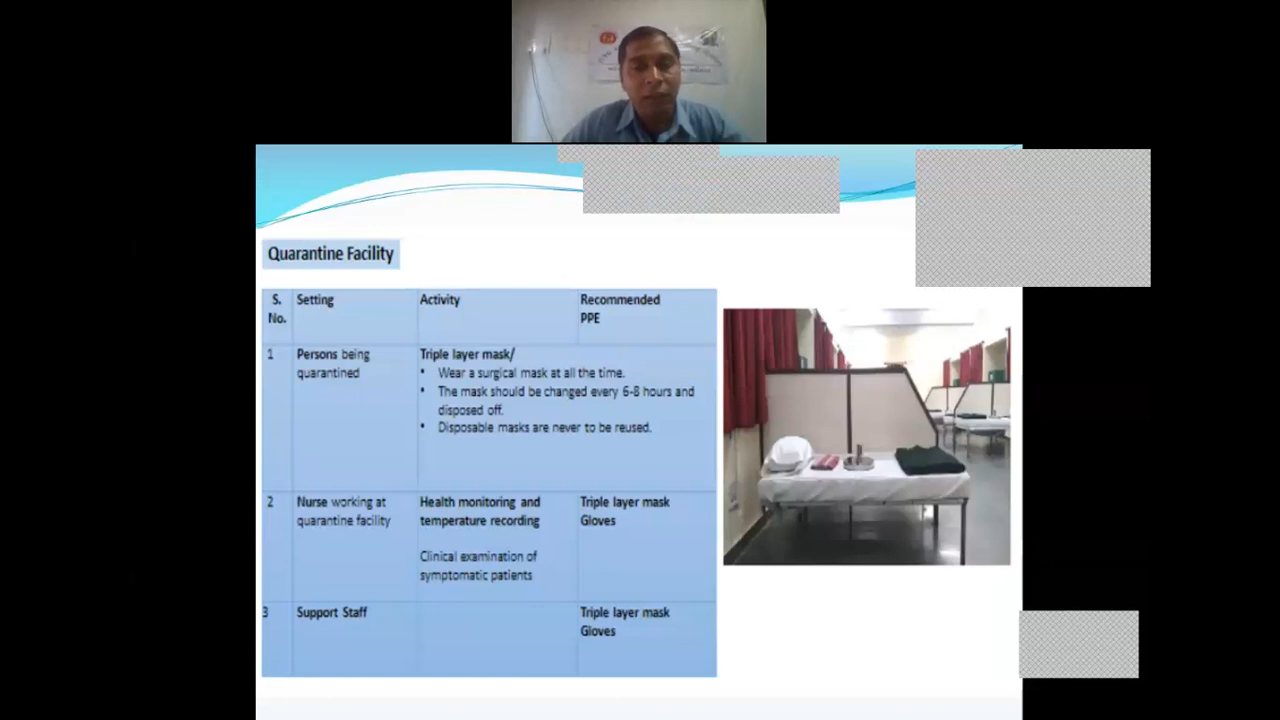 Quarantine Facility
S. No.
Setting
Activity
Recommended PPE
1
Persons being
quarantined
Triple layer mask/
• Wear a surgical mask at all the time.
• The mask should be changed every 6-8 hours and
disposed off.
• Disposable masks are never to be reused.
2
Nurse working at
quarantine facility
Health monitoring and
temperature recording
Clinical examination of
symptomatic patients
Triple layer mask
Gloves
3
Support Staff
Triple layer mask
Gloves